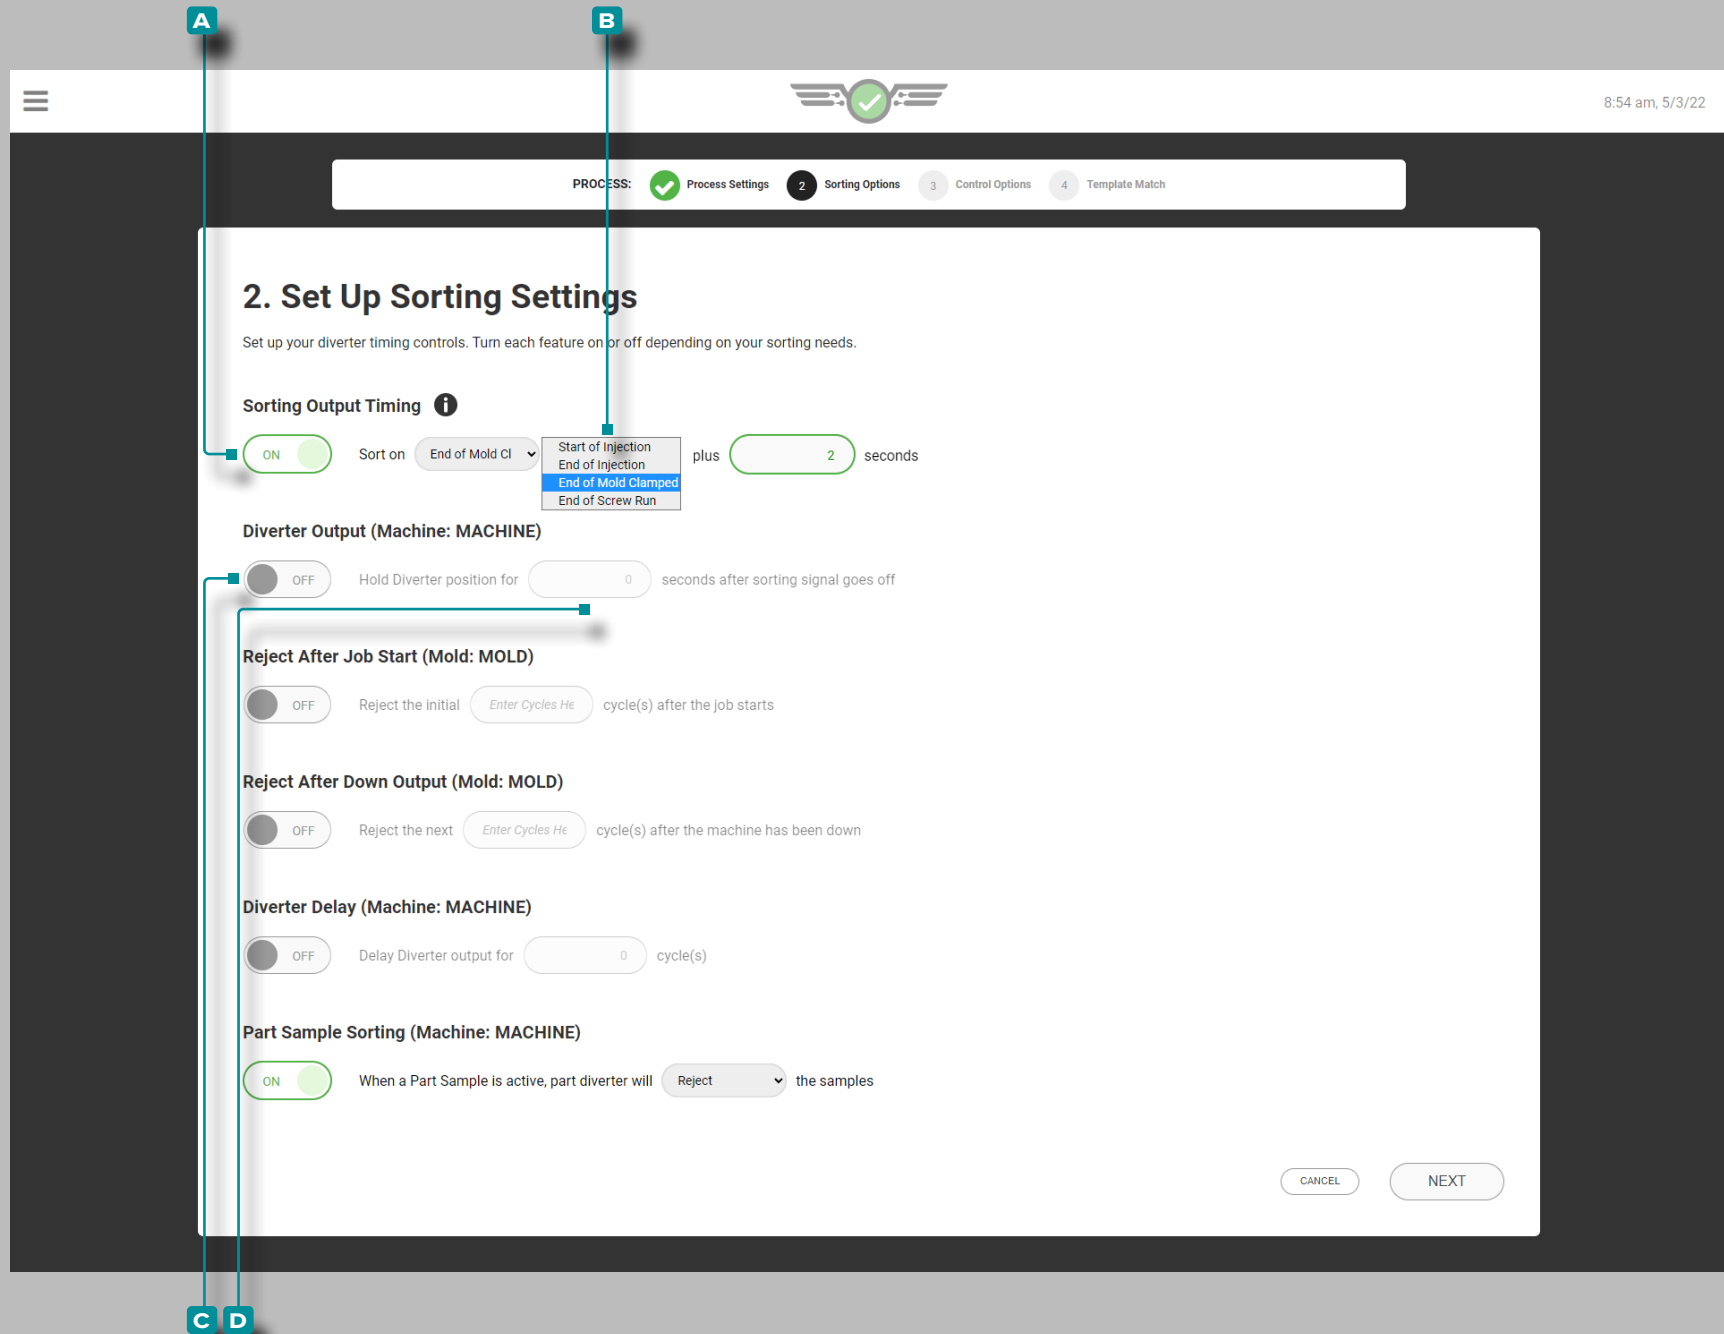 A B
8:54 am, 5/3/22
PROCESS: Process Settings 2 Sorting Options 3 Control Options 4 Template Match
2. Set Up Sorting Settings
Set up your diverter timing controls. Turn each feature on or off depending on your sorting needs.
Sorting Output Timing i
ON Sort on End of Mold Cl plus 2 seconds
Start of Injection
End of Injection
End of Mold Clamped
End of Screw Run
Diverter Output (Machine: MACHINE)
OFF Hold Diverter position for 0 seconds after sorting signal goes off
Reject After Job Start (Mold: MOLD)
OFF Reject the initial Enter Cycles He cycle(s) after the job starts
Reject After Down Output (Mold: MOLD)
OFF Reject the next Enter Cycles He cycle(s) after the machine has been down
Diverter Delay (Machine: MACHINE)
OFF Delay Diverter output for 0 cycle(s)
Part Sample Sorting (Machine: MACHINE)
ON When a Part Sample is active, part diverter will Reject the samples
CANCEL NEXT
C D